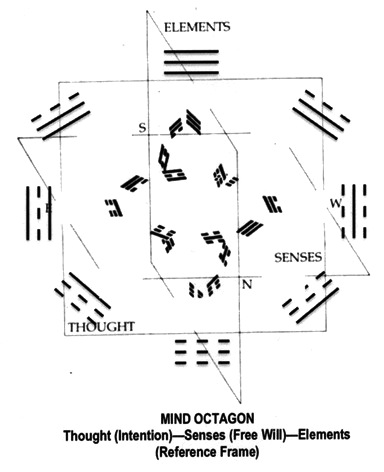 ELEMENTS
S
E
W
SENSES
N
THOUGHT
MIND OCTAGON
Thought (Intention)—Senses (Free Will)—Elements
(Reference Frame)